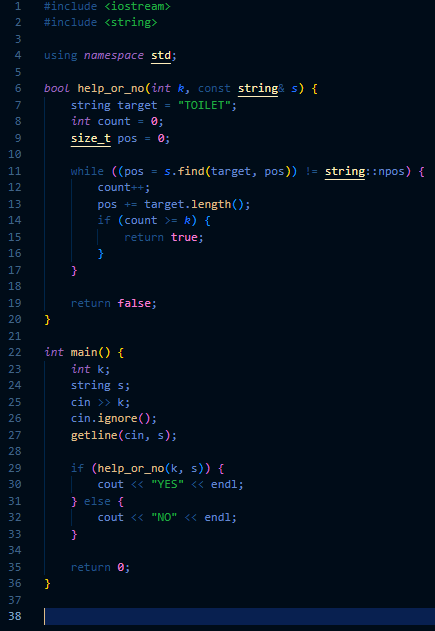 1 #include <iostream>
2 #include <string>
3
4 using namespace std;
5
6 bool help_or_no(int k, const string& s) {
7     string target = "TOILET";
8     int count = 0;
9     size_t pos = 0;
10
11     while ((pos = s.find(target, pos)) != string::npos) {
12         count++;
13         pos += target.length();
14         if (count >= k) {
15             return true;
16         }
17     }
18
19     return false;
20 }
21
22 int main() {
23     int k;
24     string s;
25     cin >> k;
26     cin.ignore();
27     getline(cin, s);
28
29     if (help_or_no(k, s)) {
30         cout << "YES" << endl;
31     } else {
32         cout << "NO" << endl;
33     }
34
35     return 0;
36 }
37
38